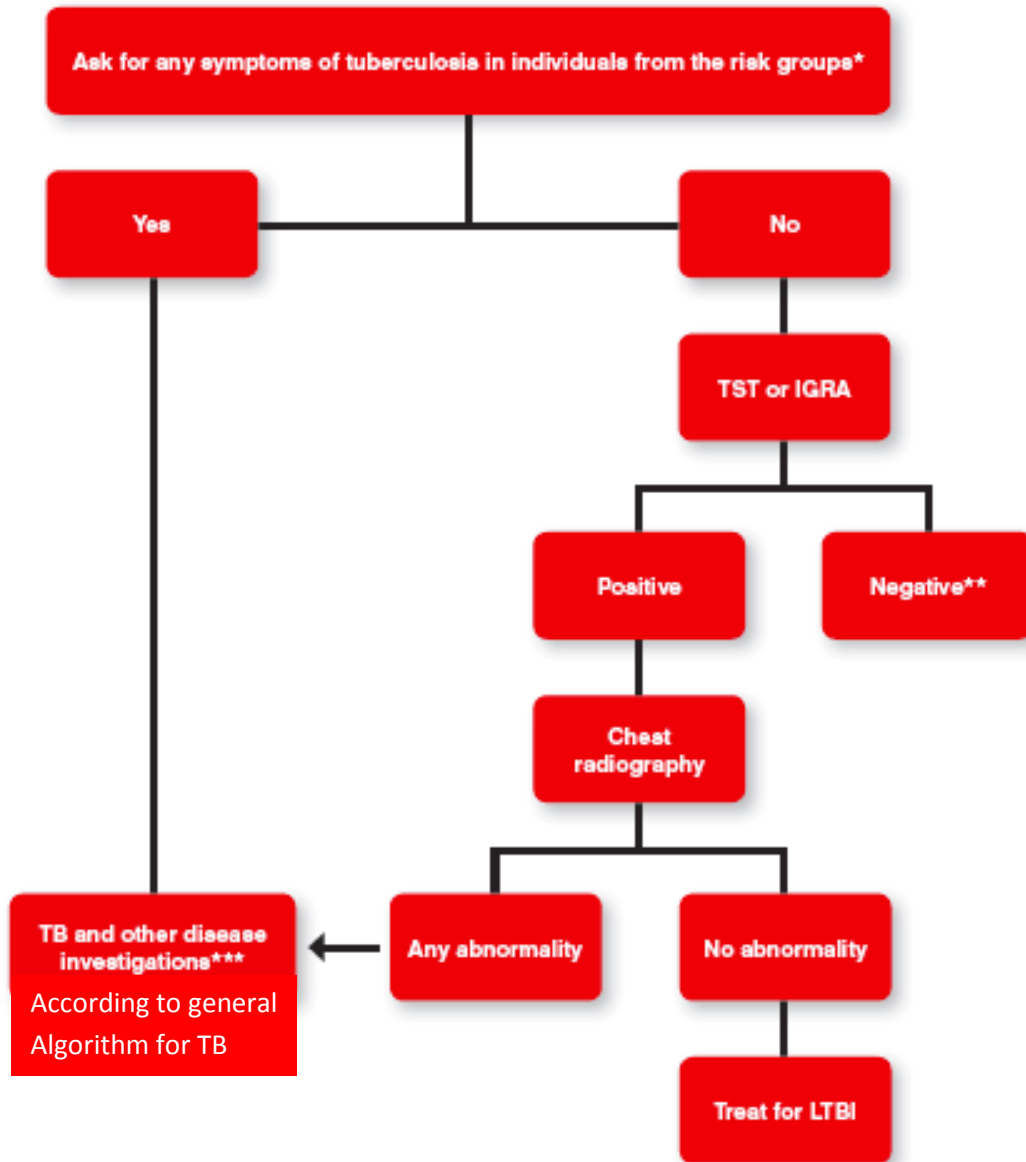 Ask for any symptoms of tuberculosis in individuals from the risk groups*
Yes
No
TST or IGRA
Positive
Negative**
Chest
radiography
TB and other disease
investigations***
According to general
Algorithm for TB
Any abnormality
No abnormality
Treat for LTBI